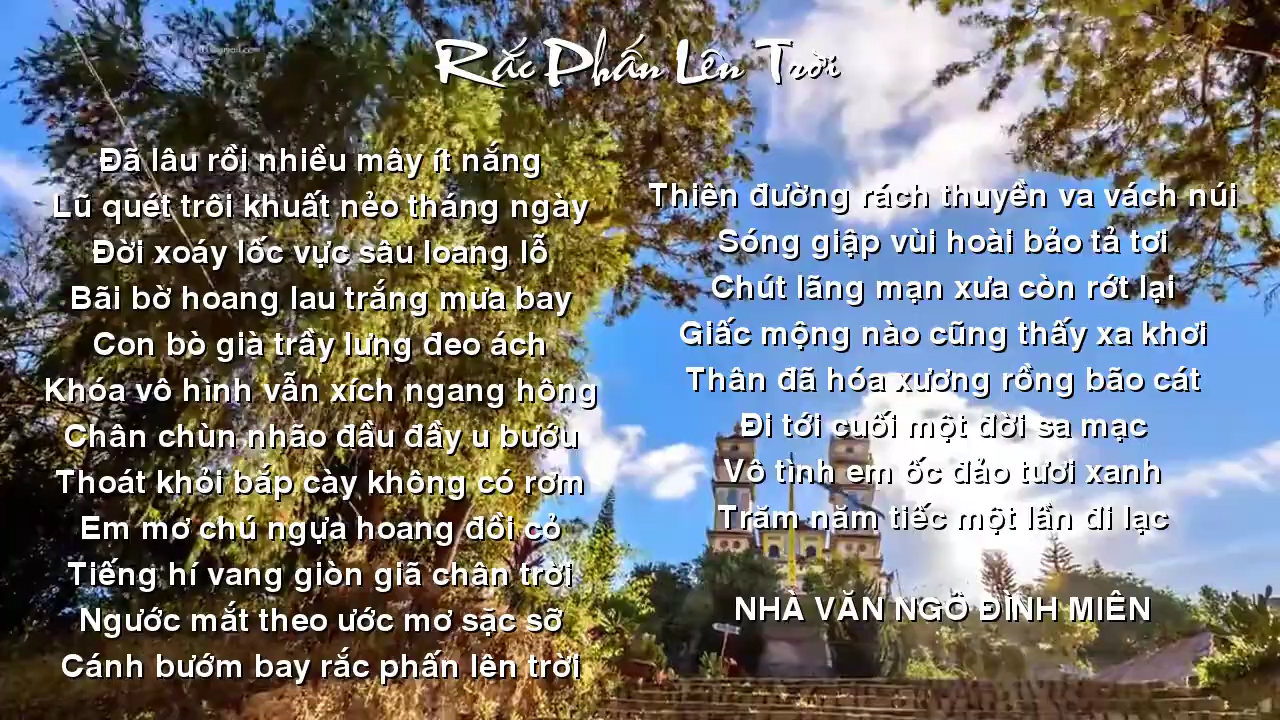 Rắc Phấn Lên Trời
Đã lâu rồi nhiều mây ít nắng
Lũ quét trôi khuất nẻo tháng ngày
Đời xoáy lốc vực sâu loang lỗ
Bãi bờ hoang lau trắng mưa bay
Con bò già trầy lưng đeo ách
Khóa vô hình vẫn xích ngang hông
Chân chùn nhão đầu đầy u bướu
Thoát khỏi bắp cày không có rơm
Em mơ chú ngựa hoang đồi cỏ
Tiếng hí vang giòn giã chân trời
Ngước mắt theo ước mơ sặc sỡ
Cánh bướm bay rắc phấn lên trời
Thiên đường rách thuyền va vách núi
Sóng giập vùi hoài bảo tả tơi
Chút lãng mạn xưa còn rớt lại
Giấc mộng nào cũng thấy xa khơi
Thân đã hóa xương rồng bão cát
Đi tới cuối một đời sa mạc
Vô tình em ốc đảo tươi xanh
Trăm năm tiếc một lần đi lạc
NHÀ VĂN NGÔ ĐÌNH MIÊN